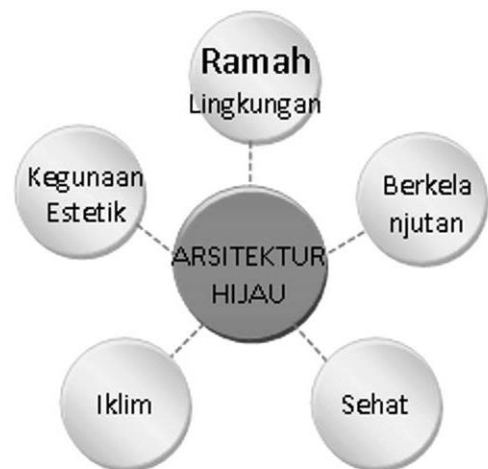 Ramah
Lingkungan
Kegunaan
Estetik
Berkela
njutan
ARSITEKTUR
HIJAU
Iklim
Sehat